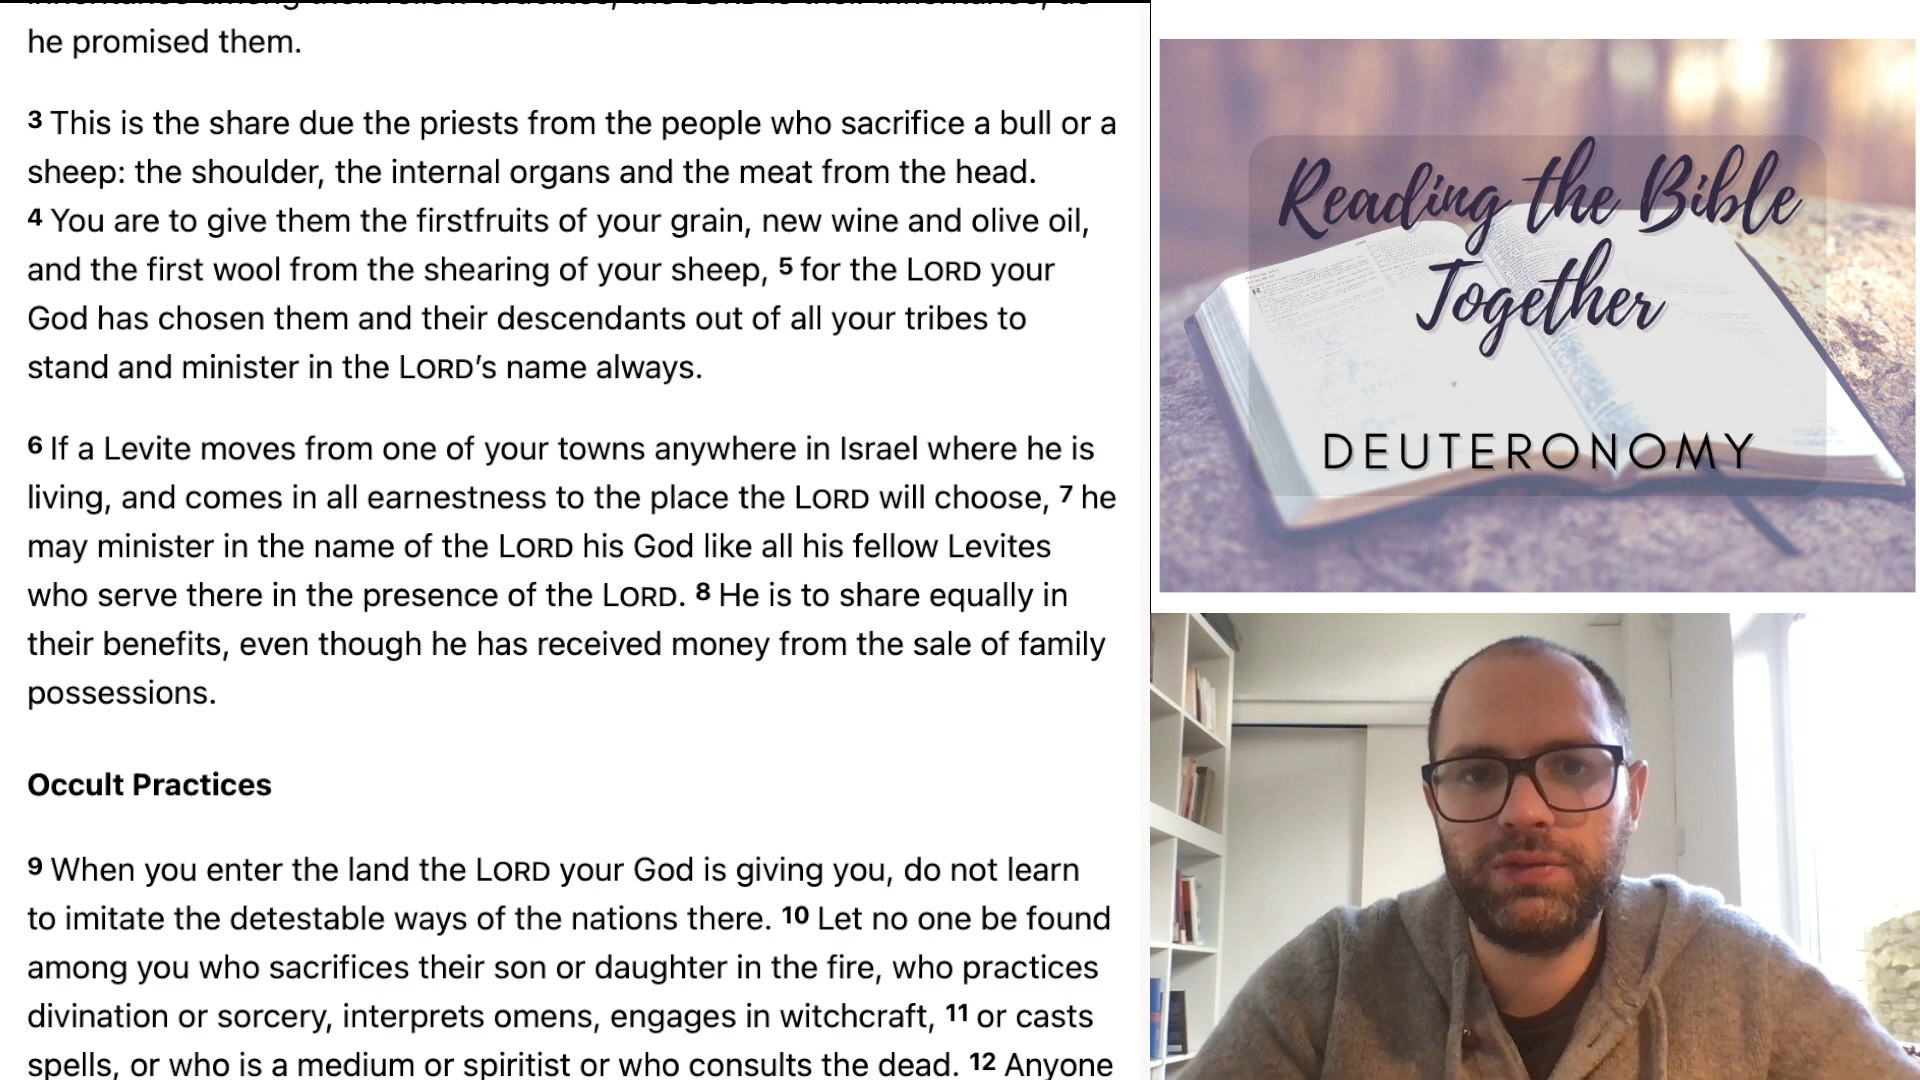 he promised them.
3 This is the share due the priests from the people who sacrifice a bull or a
sheep: the shoulder, the internal organs and the meat from the head.
4 You are to give them the firstfruits of your grain, new wine and olive oil,
and the first wool from the shearing of your sheep, 5 for the LORD your
God has chosen them and their descendants out of all your tribes to
stand and minister in the LORD’s name always.
6 If a Levite moves from one of your towns anywhere in Israel where he is
living, and comes in all earnestness to the place the LORD will choose, 7 he
may minister in the name of the LORD his God like all his fellow Levites
who serve there in the presence of the LORD. 8 He is to share equally in
their benefits, even though he has received money from the sale of family
possessions.
Occult Practices
9 When you enter the land the LORD your God is giving you, do not learn
to imitate the detestable ways of the nations there. 10 Let no one be found
among you who sacrifices their son or daughter in the fire, who practices
divination or sorcery, interprets omens, engages in witchcraft, 11 or casts
spells, or who is a medium or spiritist or who consults the dead. 12 Anyone
Reading the Bible
Together
DEUTERONOMY